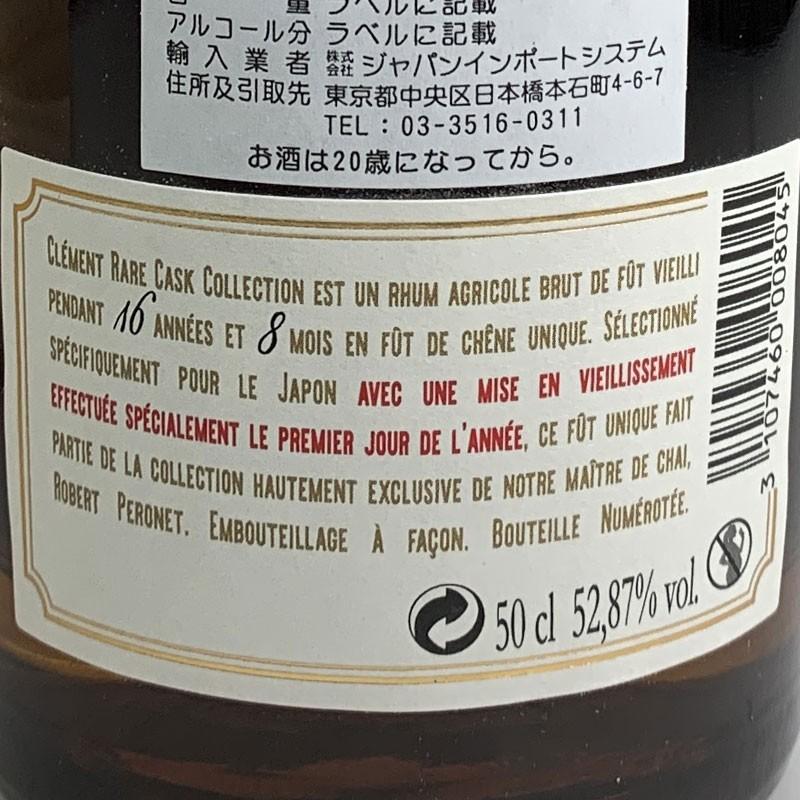 量 ラベルに記載
アルコール分 ラベルに記載
輸入業者 株式会社 ジャパンインポートシステム
住所及引取先 東京都中央区日本橋本石町4-6-7
TEL : 03-3516-0311
お酒は20歳になってから。
CLÉMENT RARE CASK COLLECTION EST UN RHUM AGRICOLE BRUT DE FÛT VIEILLI
PENDANT 16 ANNÉES ET 8 MOIS EN FÛT DE CHÊNE UNIQUE. SÉLECTIONNÉ
SPÉCIFIQUEMENT POUR LE JAPON AVEC UNE MISE EN VIEILLISSEMENT
EFFECTUÉE SPÉCIALEMENT LE PREMIER JOUR DE L'ANNÉE, CE FÛT UNIQUE FAIT
PARTIE DE LA COLLECTION HAUTEMENT EXCLUSIVE DE NOTRE MAÎTRE DE CHAI,
ROBERT PERONET. EMBOUTEILLAGE À FAÇON. BOUTEILLE NUMÉROTÉE.
50 cl 52,87% vol.
3 107460 008045